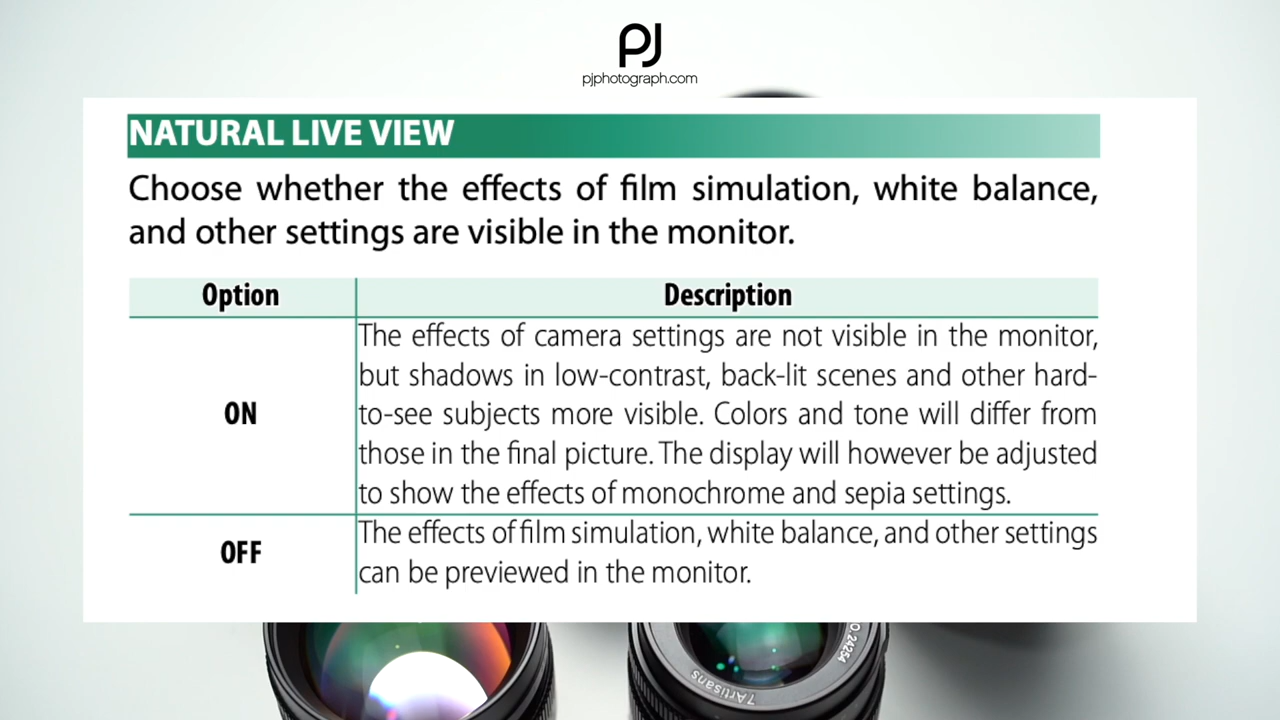 PJ
pjphotograph.com
NATURAL LIVE VIEW
Choose whether the effects of film simulation, white balance,
and other settings are visible in the monitor.
Option Description
The effects of camera settings are not visible in the monitor,
but shadows in low-contrast, back-lit scenes and other hard-
ON to-see subjects more visible. Colors and tone will differ from
those in the final picture. The display will however be adjusted
to show the effects of monochrome and sepia settings.
OFF The effects of film simulation, white balance, and other settings
can be previewed in the monitor.
O.24254
7Artisans